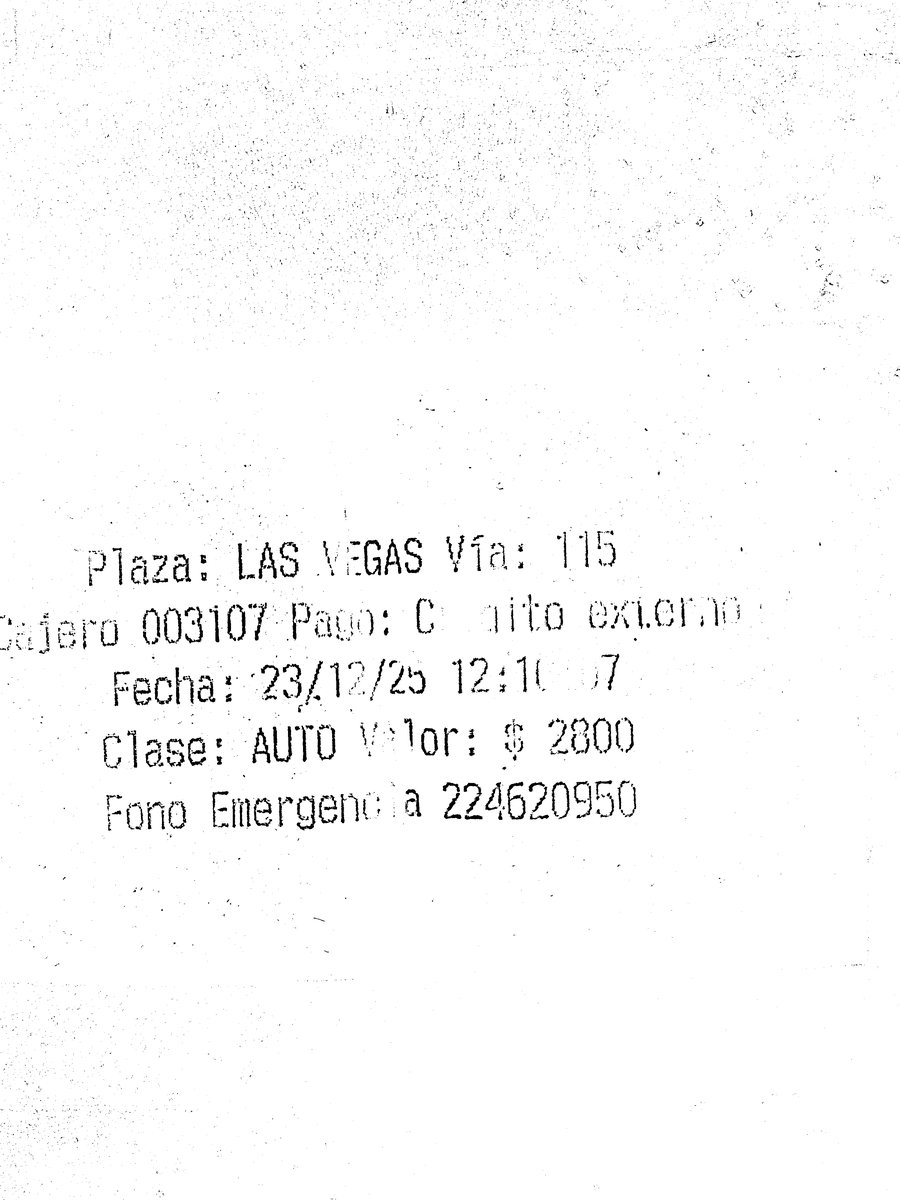 Plaza: LAS VEGAS Vía: 115
Cajero 003107 Pago: externo
Fecha: 23/12/25
Clase: AUTO Valor: $ 2800
Fono Emergencia 224620950